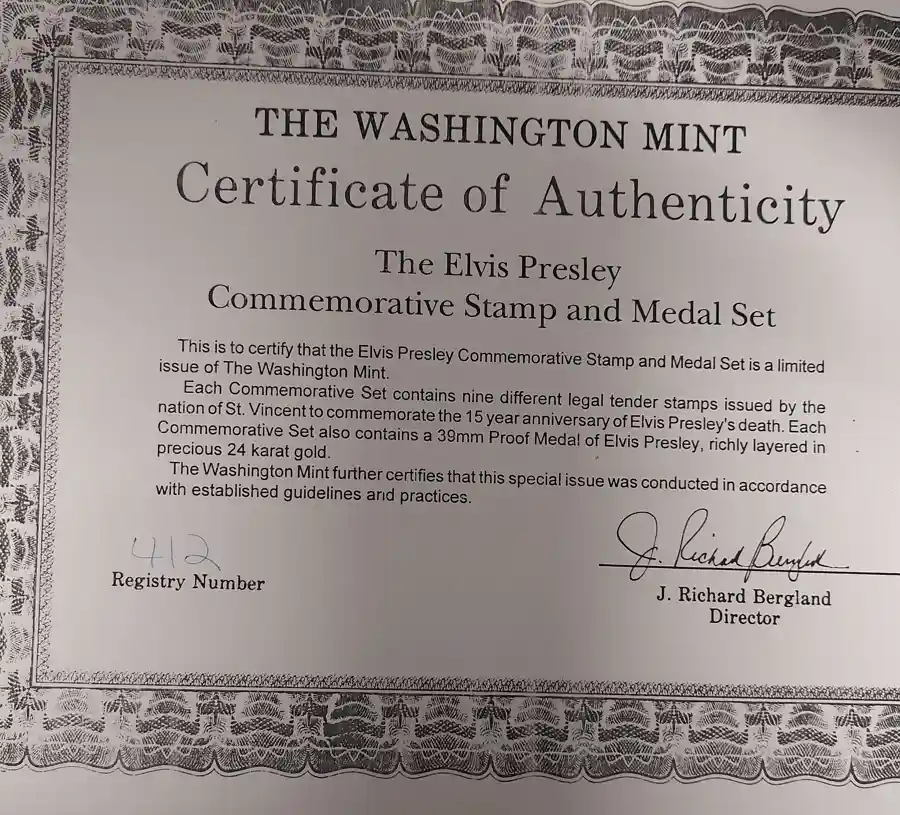 THE WASHINGTON MINT
Certificate of Authenticity
The Elvis Presley
Commemorative Stamp and Medal Set
This is to certify that the Elvis Presley Commemorative Stamp and Medal Set is a limited
issue of The Washington Mint.
Each Commemorative Set contains nine different legal tender stamps issued by the
nation of St. Vincent to commemorate the 15 year anniversary of Elvis Presley's death. Each
Commemorative Set also contains a 39mm Proof Medal of Elvis Presley, richly layered in
precious 24 karat gold.
The Washington Mint further certifies that this special issue was conducted in accordance
with established guidelines and practices.
412
Registry Number
J. Richard Bergland
J. Richard Bergland
Director